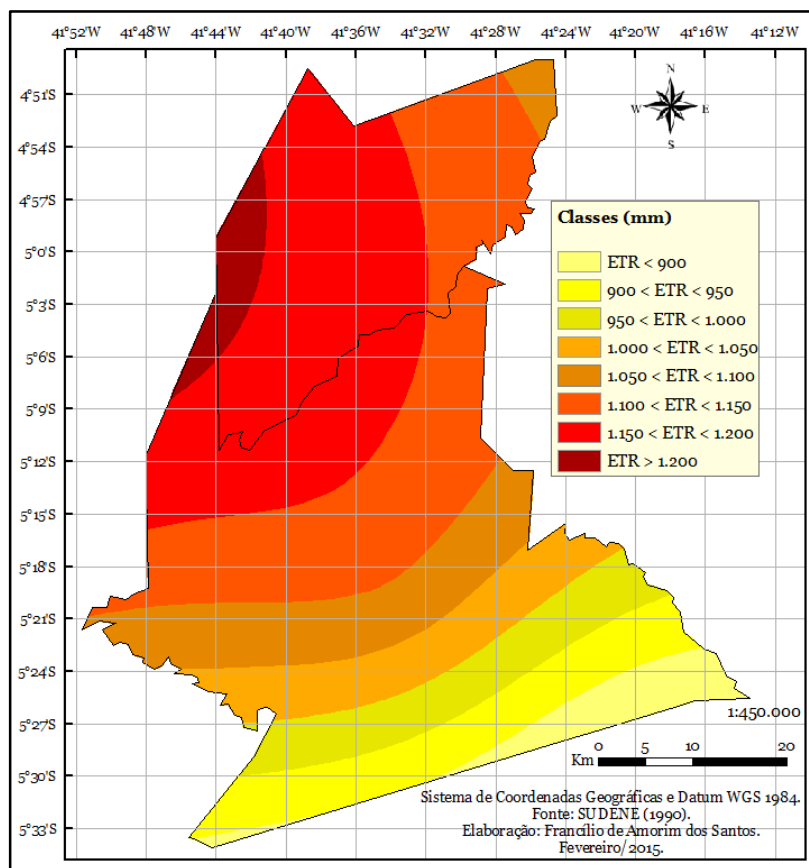 41°52'W 41°48'W 41°44'W 41°40'W 41°36'W 41°32'W 41°28'W 41°24'W 41°20'W 41°16'W 41°12'W
4°51'S
4°54'S
4°57'S
5°0'S
5°3'S
5°6'S
5°9'S
5°12'S
5°15'S
5°18'S
5°21'S
5°24'S
5°27'S
5°30'S
5°33'S
N
W E
S
Classes (mm)
ETR < 900
900 < ETR < 950
950 < ETR < 1.000
1.000 < ETR < 1.050
1.050 < ETR < 1.100
1.100 < ETR < 1.150
1.150 < ETR < 1.200
ETR > 1.200
1:450.000
0 5 10 20
Km
Sistema de Coordenadas Geográficas e Datum WGS 1984.
Fonte: SUDENE (1990).
Elaboração: Francílio de Amorim dos Santos.
Fevereiro/2015.